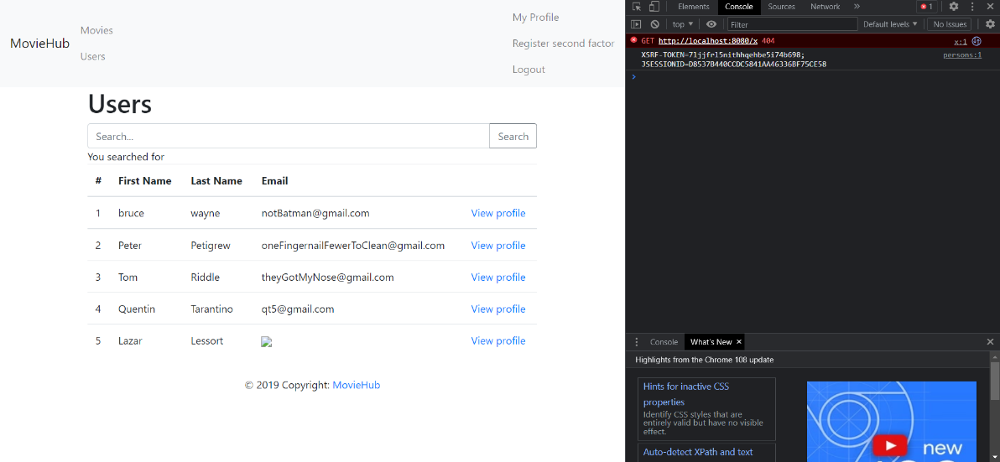 MovieHub
Movies
Users
My Profile
Register second factor
Logout
Users
Search...
Search
You searched for
# First Name Last Name Email
1 bruce wayne notBatman@gmail.com View profile
2 Peter Petigrew oneFingernailFewerToClean@gmail.com View profile
3 Tom Riddle theyGotMyNose@gmail.com View profile
4 Quentin Tarantino qt5@gmail.com View profile
5 Lazar Lessort View profile
© 2019 Copyright: MovieHub
Elements Console Sources Network » 1
top Filter Default levels No Issues
GET http://localhost:8080/x 404 x:1
XSRF-TOKEN=71jjfrl5nithhqehbe5i74b698; persons:1
JSESSIONID=D8537B440CCDC5841AA46336BF75CE58
Console What's New
Highlights from the Chrome 108 update
Hints for inactive CSS
properties
Identify CSS styles that are
entirely valid but have no visible
effect.
Auto-detect XPath and text
new